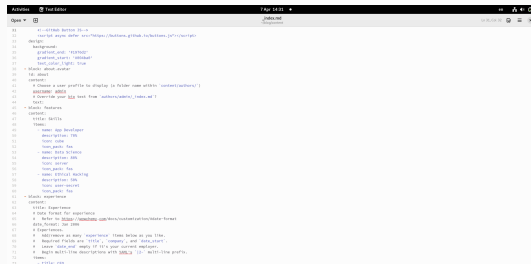 Activities Text Editor 7 Apr 14:31 en
Open _index.md
<!--GitHub Button JS-->
<script async defer src="https://buttons.github.io/buttons.js"></script>
design:
background:
text_color_light: true
- block: about.avatar
id: about
content:
# Choose a user profile to display (a folder name within `content/authors/`)
username: admin
# Override your bio text from `authors/admin/_index.md`?
text:
- block: features
content:
title: Skills
items:
- name: App Developer
description: 70%
icon: cube
icon_pack: fas
- name: Data Science
description: 60%
icon: server
icon_pack: fas
- name: Ethical Hacking
description: 50%
icon: user-secret
icon_pack: fas
- block: experience
content:
title: Experience
# Date format for experience
# Refer to https://wowchemy.com/docs/customization/#date-format
date_format: Jan 2006
# Experiences.
# Add/remove as many `experience` items below as you like.
# Required fields are `title`, `company`, and `date_start`.
# Leave `date_end` empty if it's your current employer.
# Begin multi-line descriptions with YAML's `|2-` multi-line prefix.
items:
- title: CEO